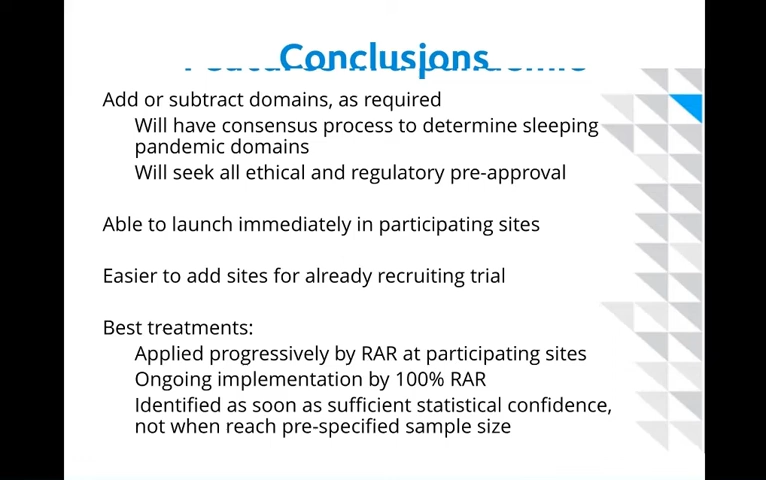 Conclusions
Add or subtract domains, as required
Will have consensus process to determine sleeping
pandemic domains
Will seek all ethical and regulatory pre-approval
Able to launch immediately in participating sites
Easier to add sites for already recruiting trial
Best treatments:
Applied progressively by RAR at participating sites
Ongoing implementation by 100% RAR
Identified as soon as sufficient statistical confidence,
not when reach pre-specified sample size